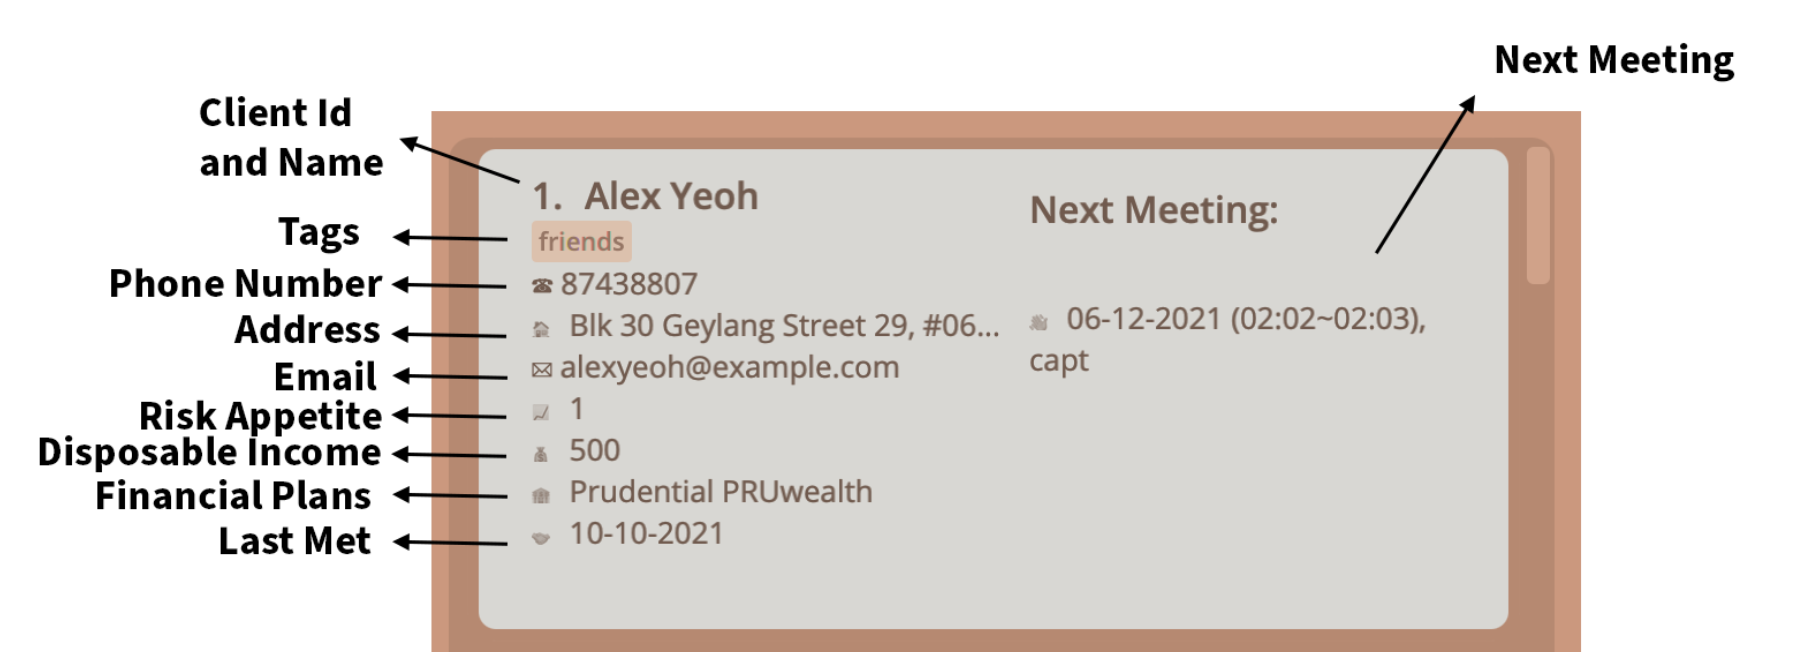 Next Meeting
Client Id
and Name
1. Alex Yeoh
Next Meeting:
Tags
friends
Phone Number
87438807
Address
Blk 30 Geylang Street 29, #06...
06-12-2021 (02:02~02:03),
capt
Email
alexyeoh@example.com
Risk Appetite
1
Disposable Income
500
Financial Plans
Prudential PRUwealth
Last Met
10-10-2021